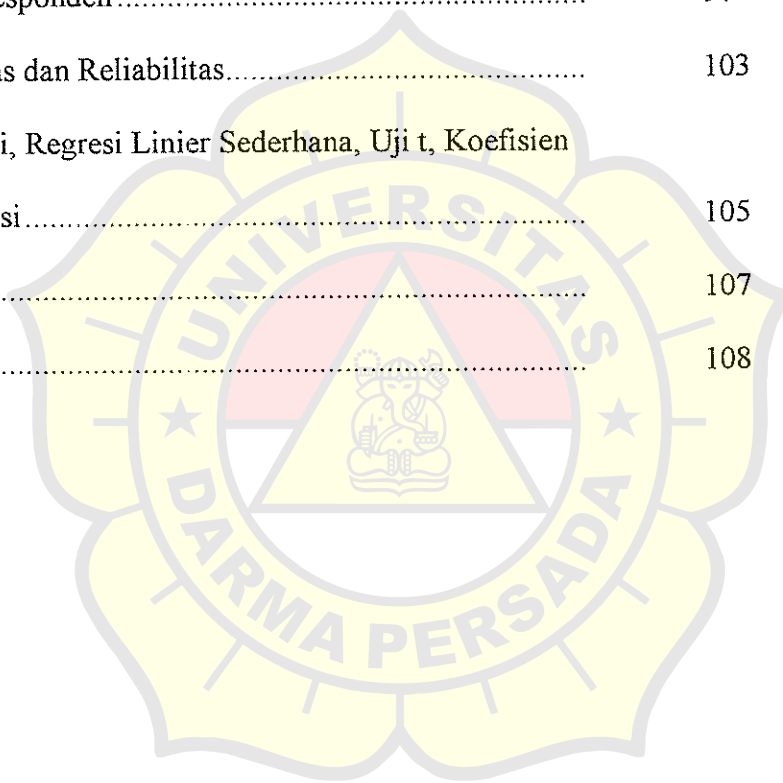 esponden........................................................
as dan Reliabilitas............................................ 103
i, Regresi Linier Sederhana, Uji t, Koefisien
si..................................................................... 105
........................................................................ 107
........................................................................ 108
UNIVERSITAS
DARMA PERSADA